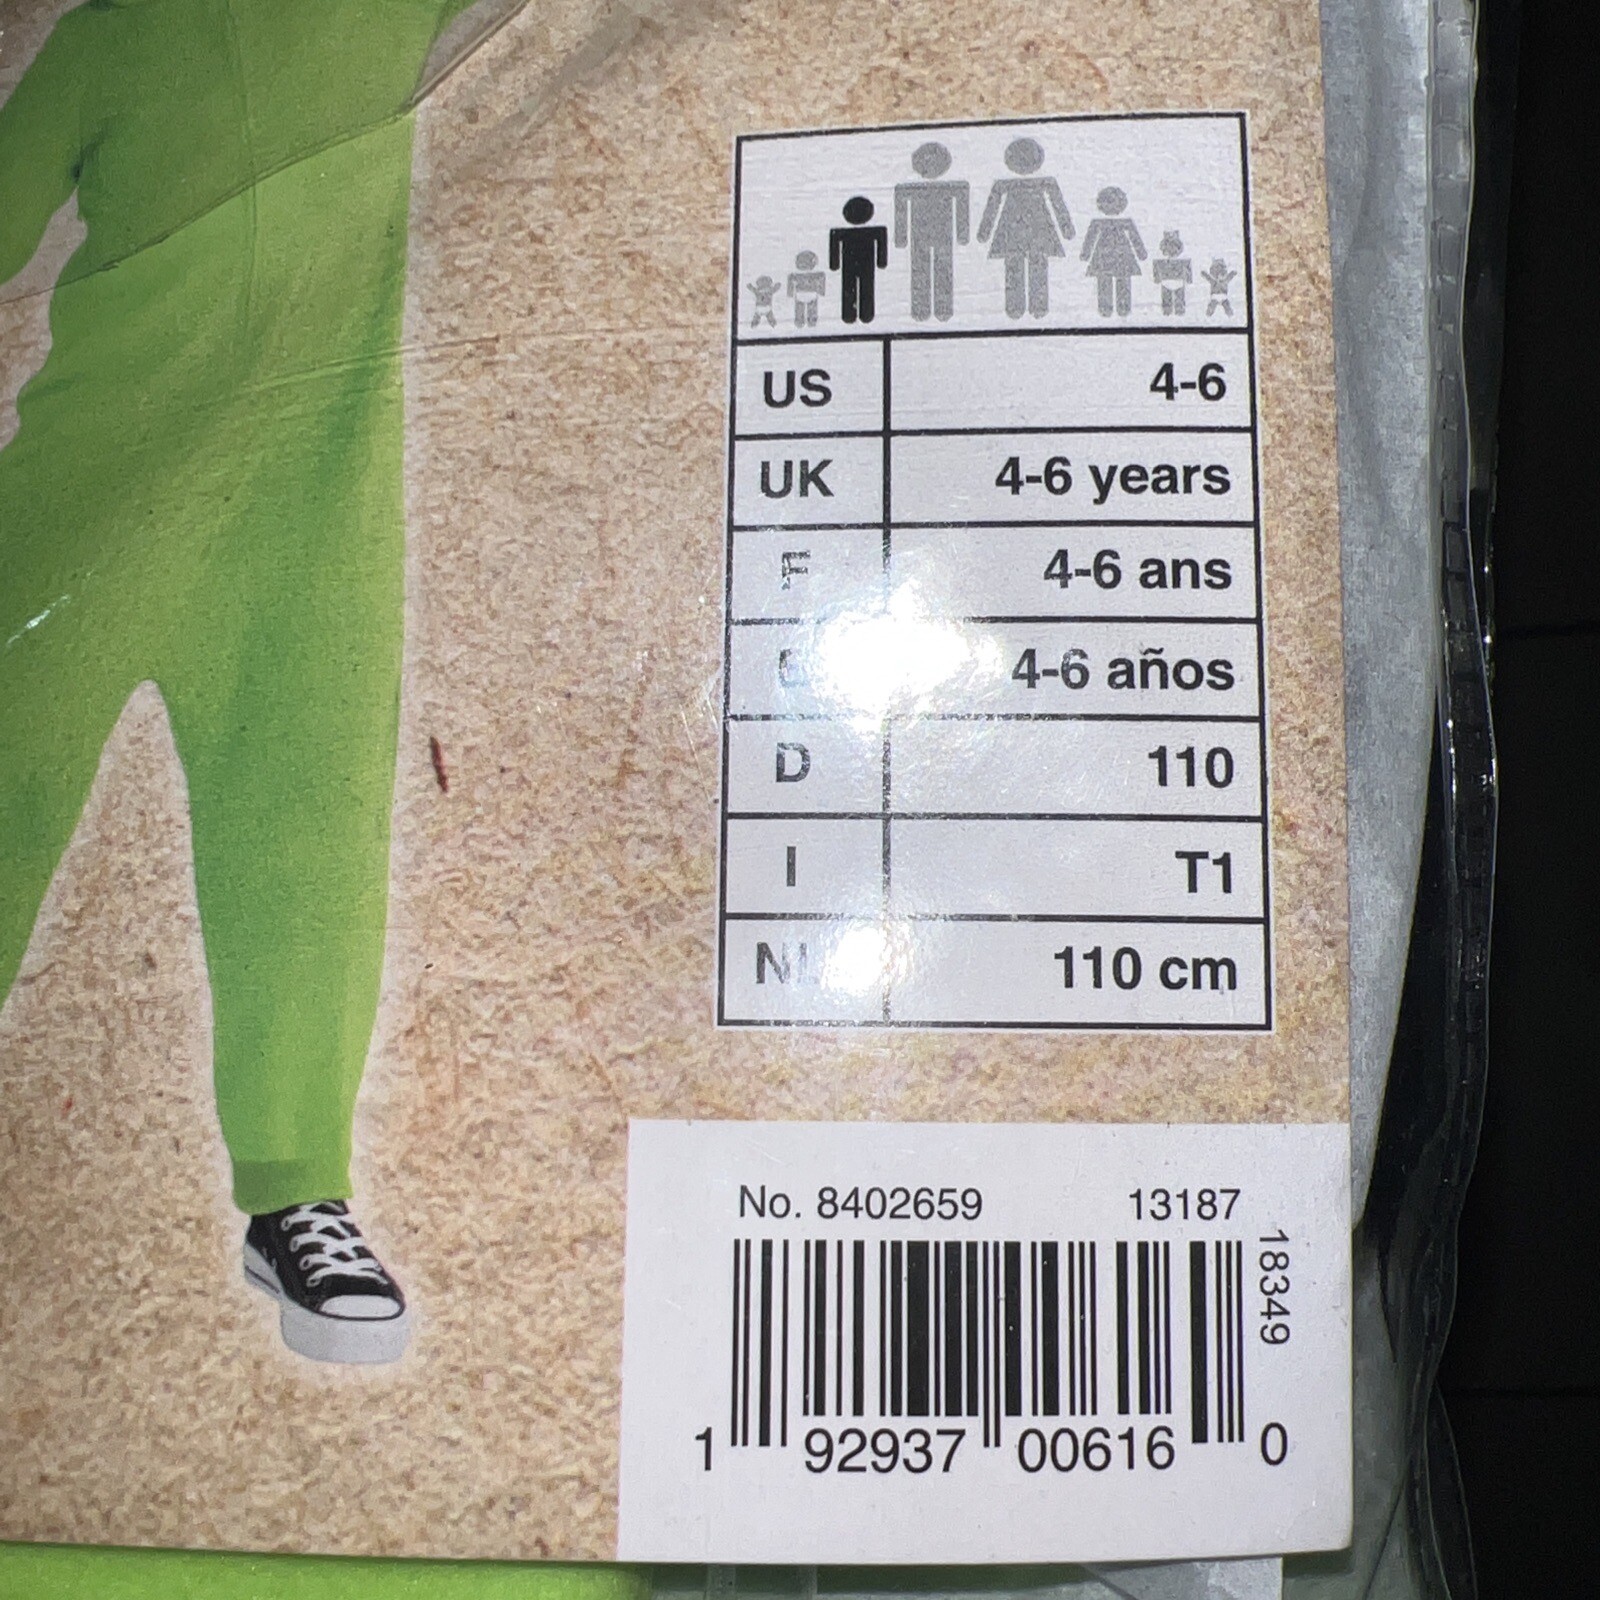 US 4-6
UK 4-6 years
F 4-6 ans
E 4-6 años
D 110
I T1
NL 110 cm
No. 8402659 13187
18349
1 92937 00616 0